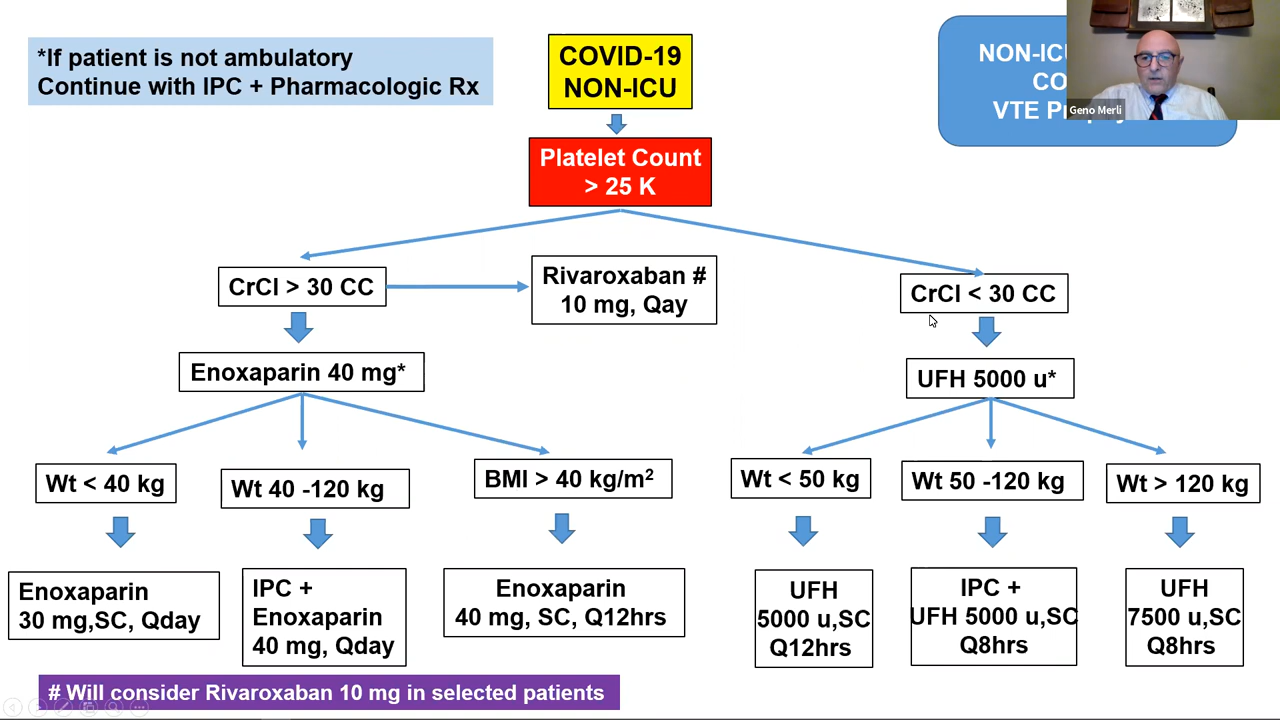 *If patient is not ambulatory
Continue with IPC + Pharmacologic Rx
COVID-19
NON-ICU
NON-ICU
VTE
Geno Merli
Platelet Count
> 25 K
CrCl > 30 CC
Rivaroxaban #
10 mg, Qay
CrCl < 30 CC
Enoxaparin 40 mg*
UFH 5000 u*
Wt < 40 kg
Wt 40 -120 kg
BMI > 40 kg/m²
Wt < 50 kg
Wt 50 -120 kg
Wt > 120 kg
Enoxaparin
30 mg,SC, Qday
IPC +
Enoxaparin
40 mg, Qday
Enoxaparin
40 mg, SC, Q12hrs
UFH
5000 u,SC
Q12hrs
IPC +
UFH 5000 u,SC
Q8hrs
UFH
7500 u,SC
Q8hrs
# Will consider Rivaroxaban 10 mg in selected patients